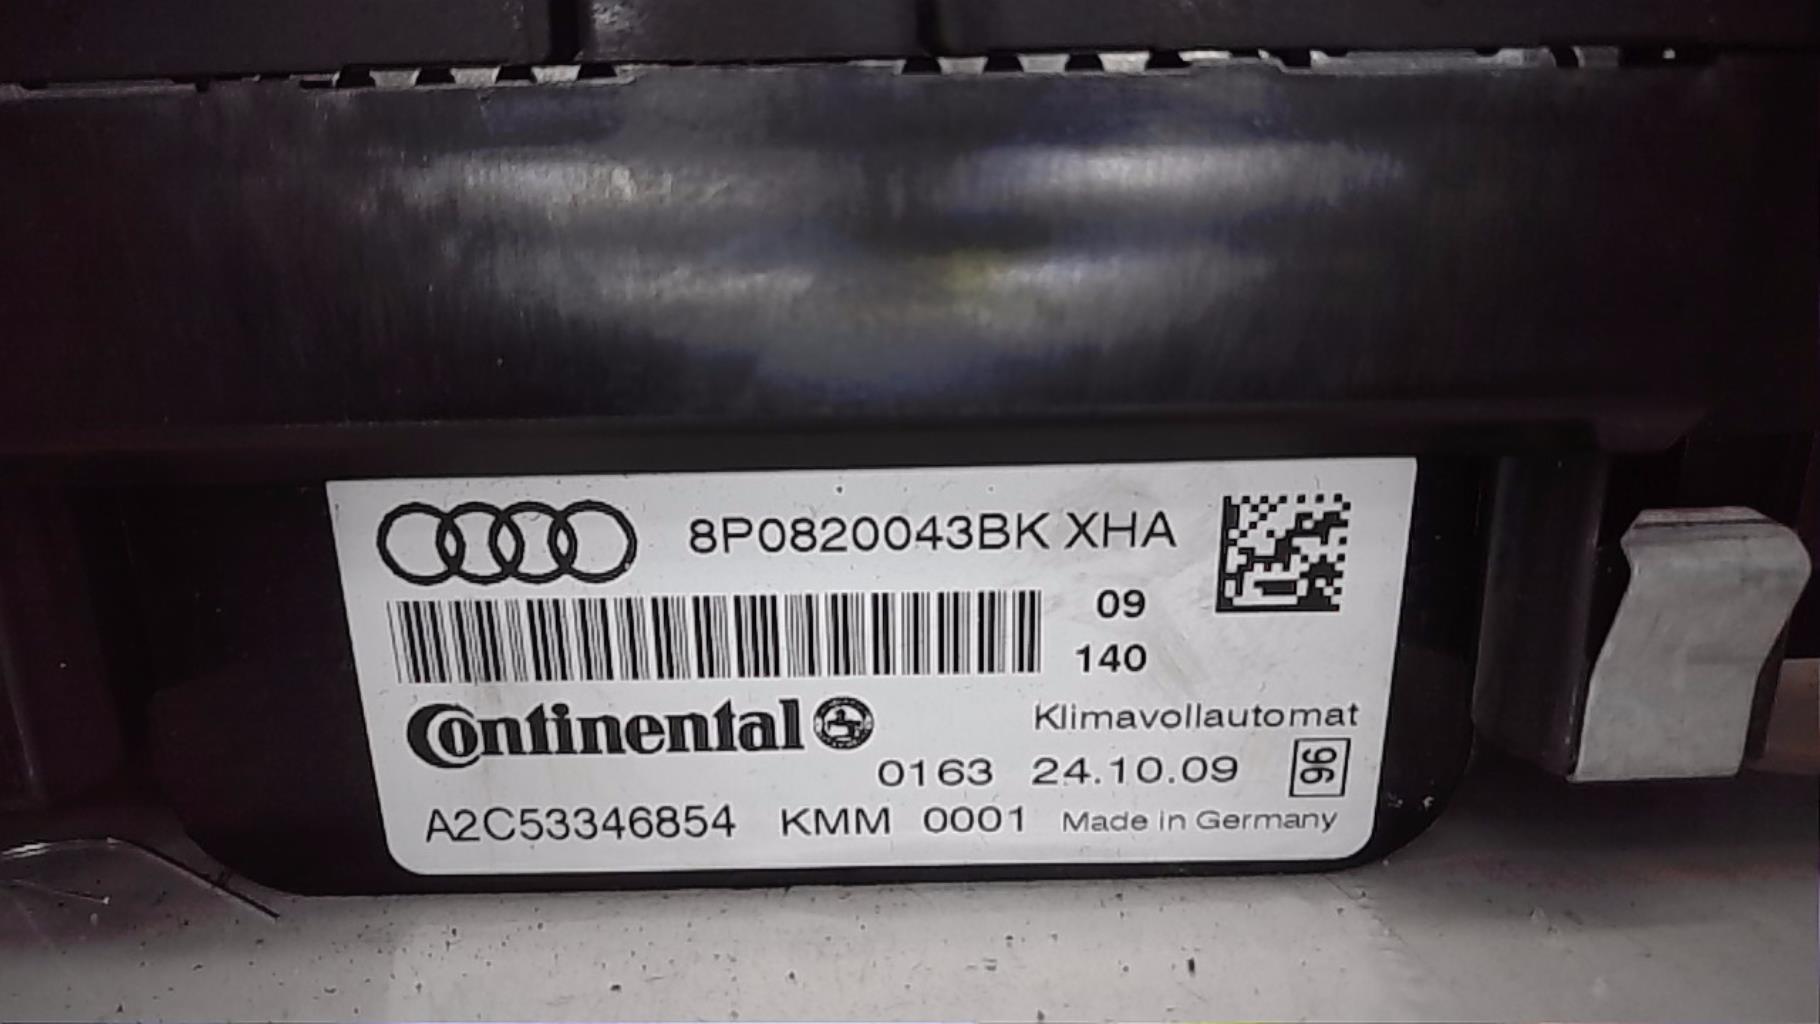 8P0820043BK XHA
09
140
Continental
Klimavollautomat
0163 24.10.09 96
A2C53346854 KMM 0001 Made in Germany